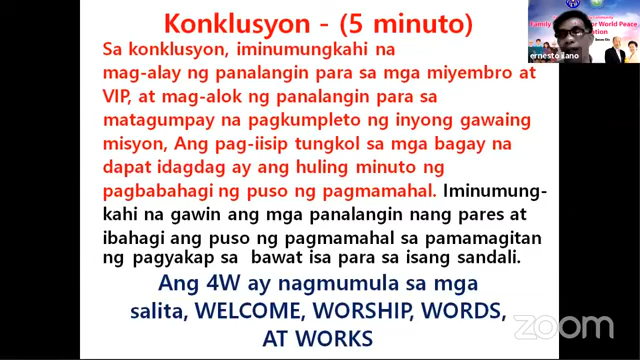 Konklusyon - (5 minuto)
Sa konklusyon, iminumungkahi na
mag-alay ng panalangin para sa mga miyembro at
VIP, at mag-alok ng panalangin para sa
matagumpay na pagkumpleto ng inyong gawaing
misyon, Ang pag-iisip tungkol sa mga bagay na
dapat idagdag ay ang huling minuto ng
pagbabahagi ng puso ng pagmamahal. Iminumung-
kahi na gawin ang mga panalangin nang pares at
ibahagi ang puso ng pagmamahal sa pamamagitan
ng pagyakap sa bawat isa para sa isang sandali.
Ang 4W ay nagmumula sa mga
salita, WELCOME, WORSHIP, WORDS,
AT WORKS
Family
World Peace
ernesto ilano
zoom